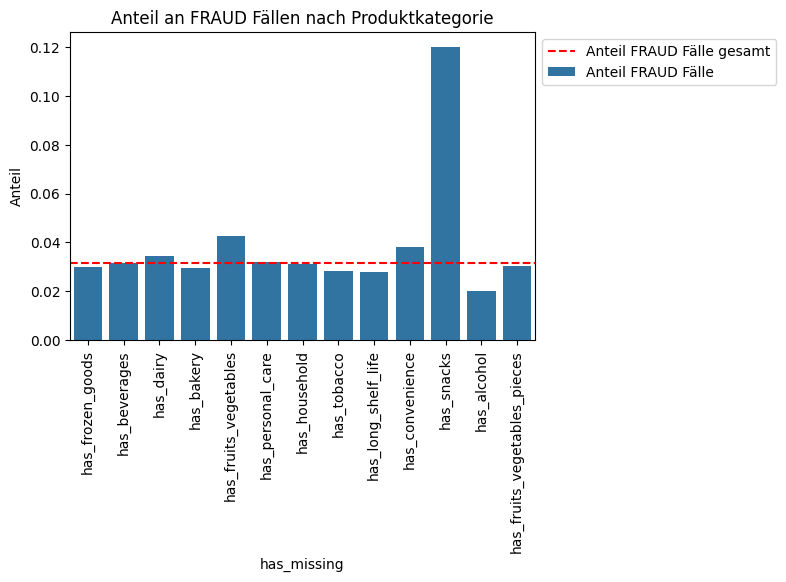 Anteil an FRAUD Fällen nach Produktkategorie
Anteil FRAUD Fälle gesamt
Anteil FRAUD Fälle
Anteil
0.12
0.10
0.08
0.06
0.04
0.02
0.00
has_frozen_goods
has_beverages
has_dairy
has_bakery
has_fruits_vegetables
has_personal_care
has_household
has_tobacco
has_long_shelf_life
has_convenience
has_snacks
has_alcohol
has_fruits_vegetables_pieces
has_missing